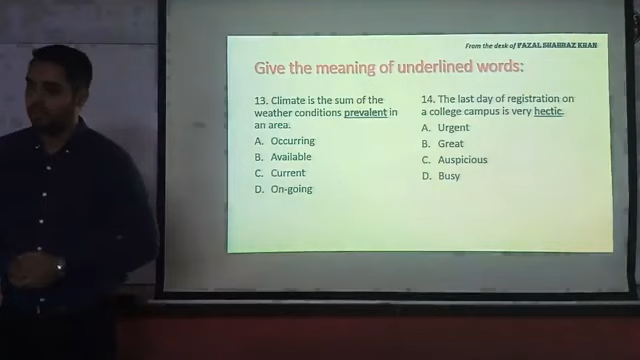 From the desk of FAZAL SHAHRAZ KHAN
Give the meaning of underlined words:
13. Climate is the sum of the
weather conditions prevalent in
an area.
A. Occurring
B. Available
C. Current
D. On-going
14. The last day of registration on
a college campus is very hectic.
A. Urgent
B. Great
C. Auspicious
D. Busy